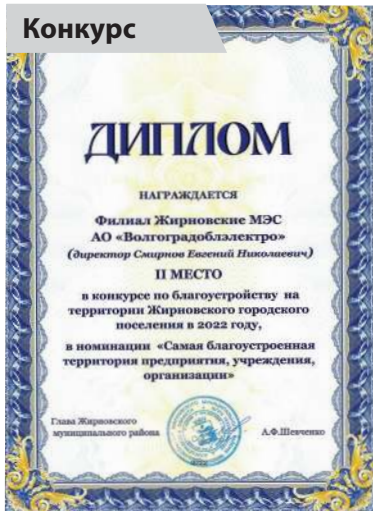 Конкурс
ДИПЛОМ
НАГРАЖДАЕТСЯ
Филиал Жирновские МЭС
АО «Волгоградоблэлектро»
(директор Смирнов Евгений Николаевич)
II МЕСТО
в конкурсе по благоустройству на
территории Жирновского городского
поселения в 2022 году,
в номинации «Самая благоустроенная
территория предприятия, учреждения,
организации»
Глава Жирновского
муниципального района
А.Ф.Шевченко